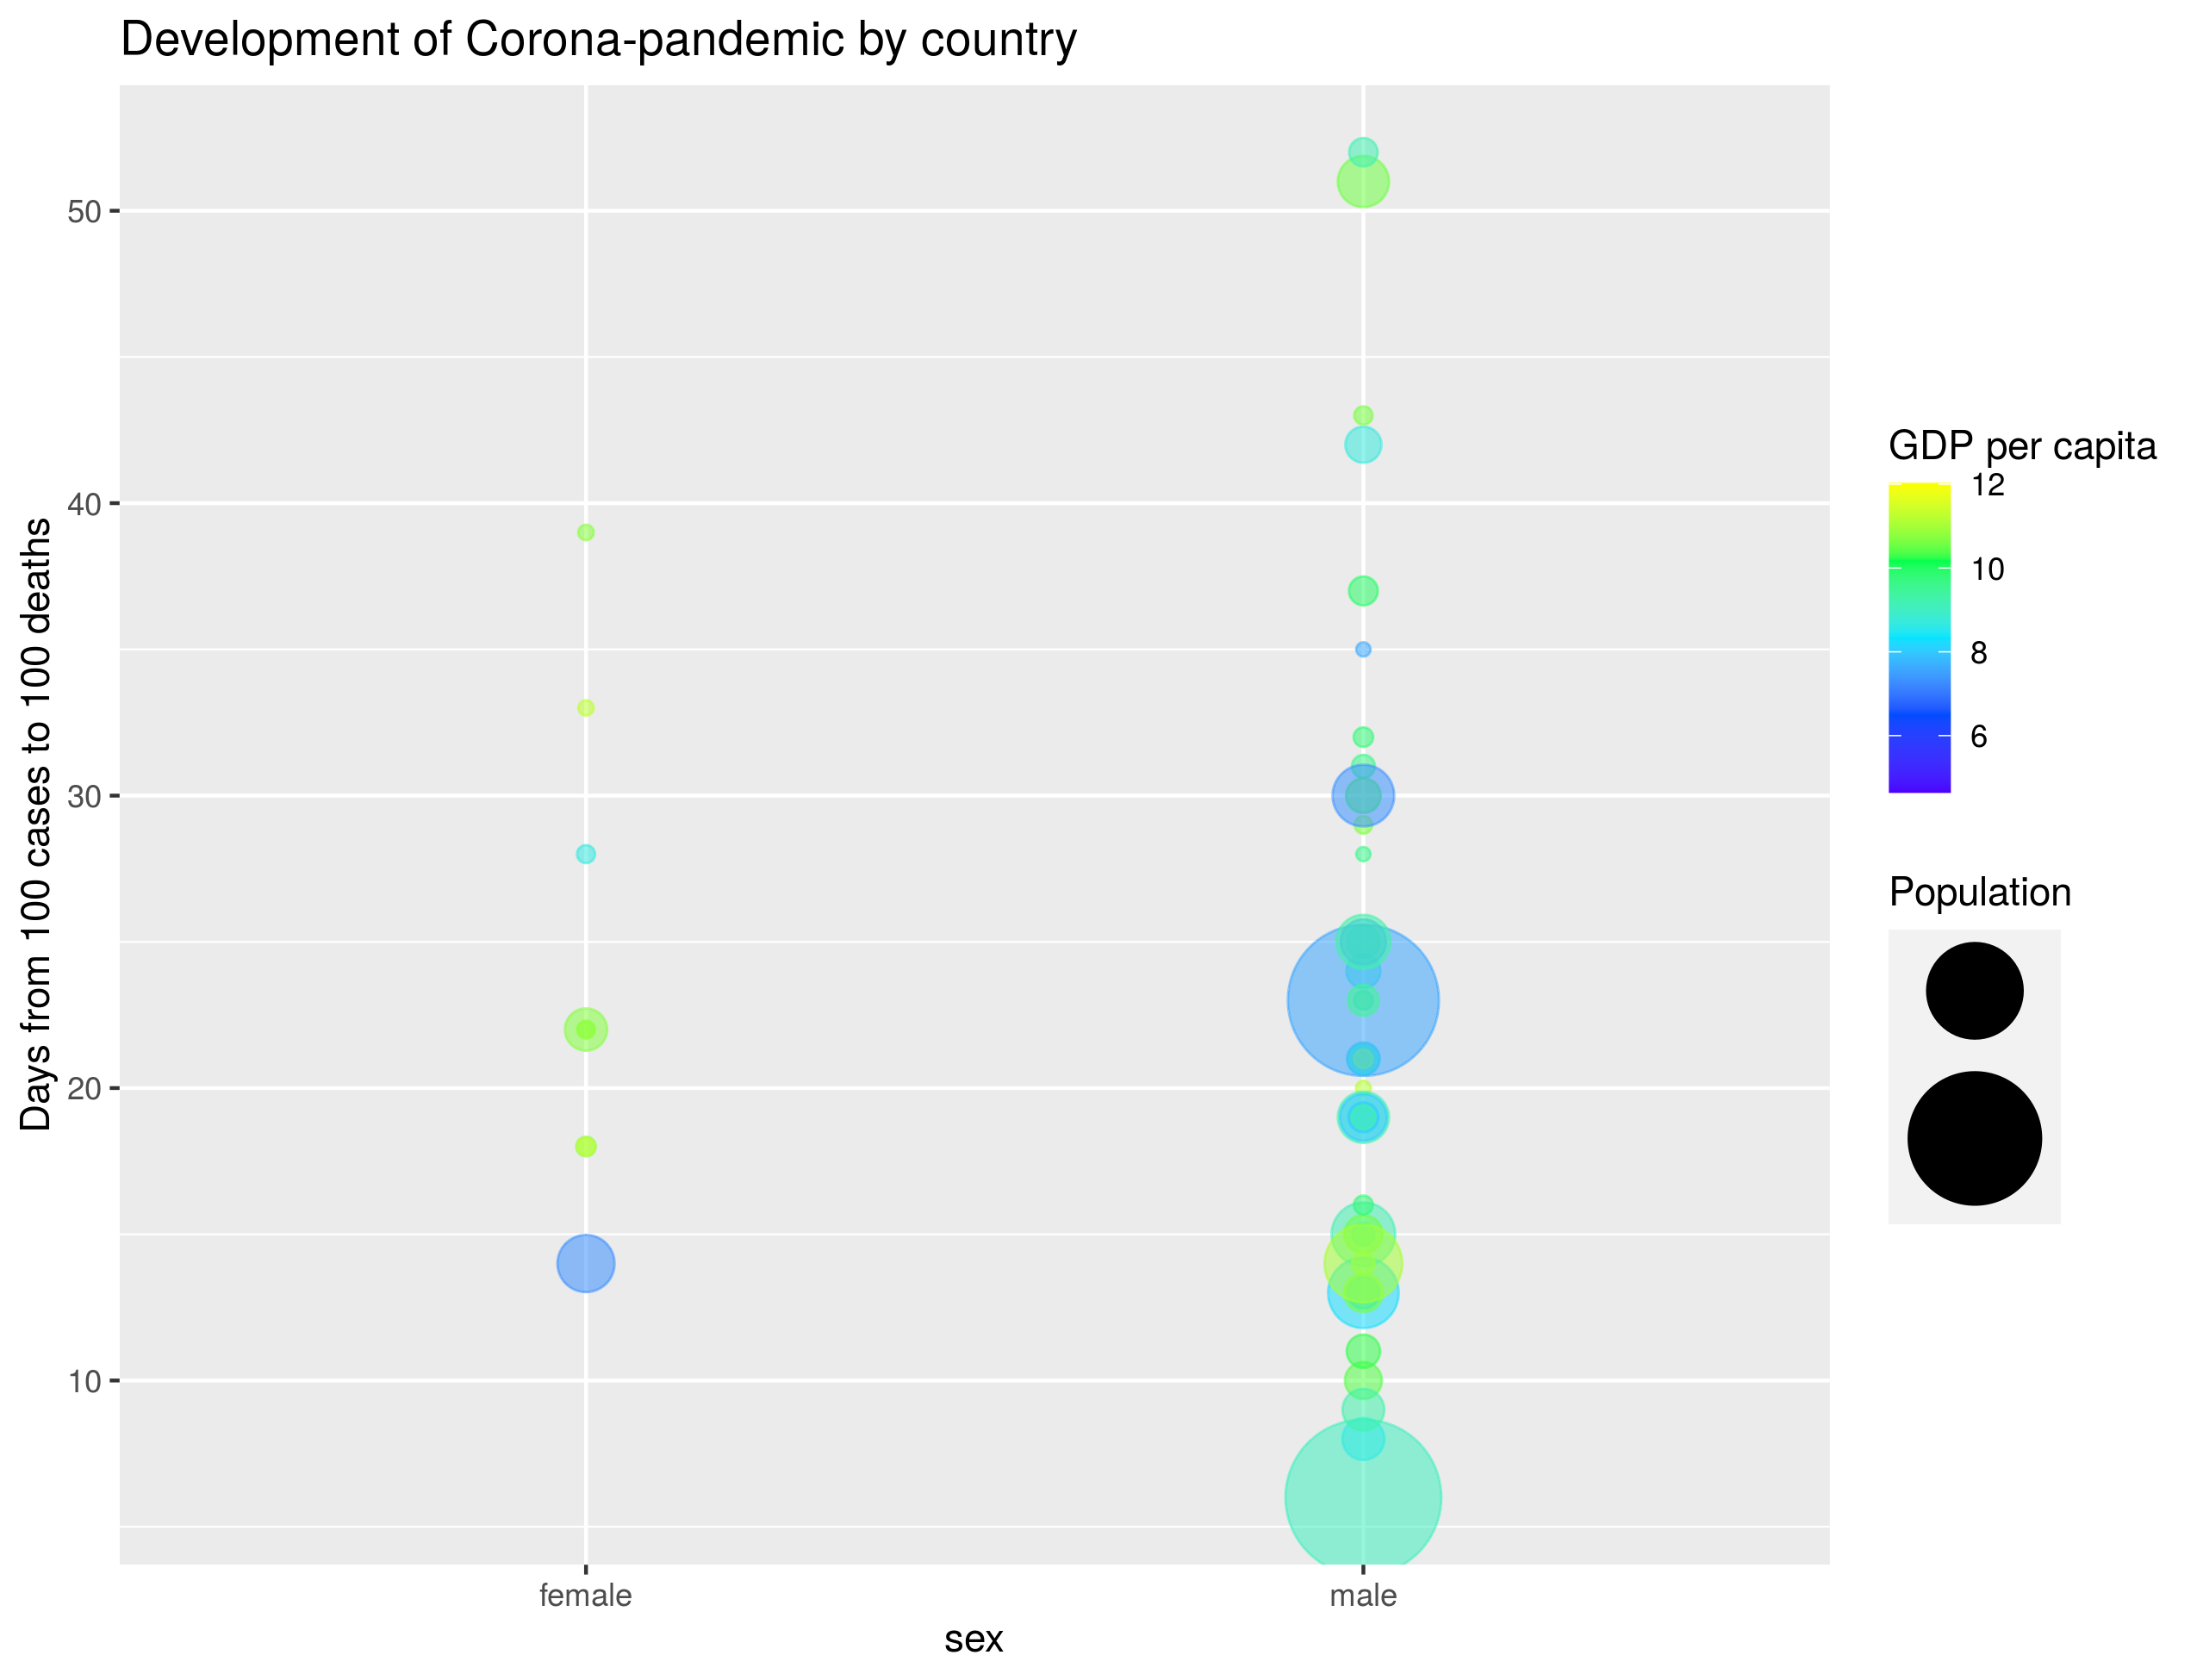 Development of Corona-pandemic by country
Days from 100 cases to 100 deaths
50
40
30
20
10
female
male
sex
GDP per capita
12
10
8
6
Population